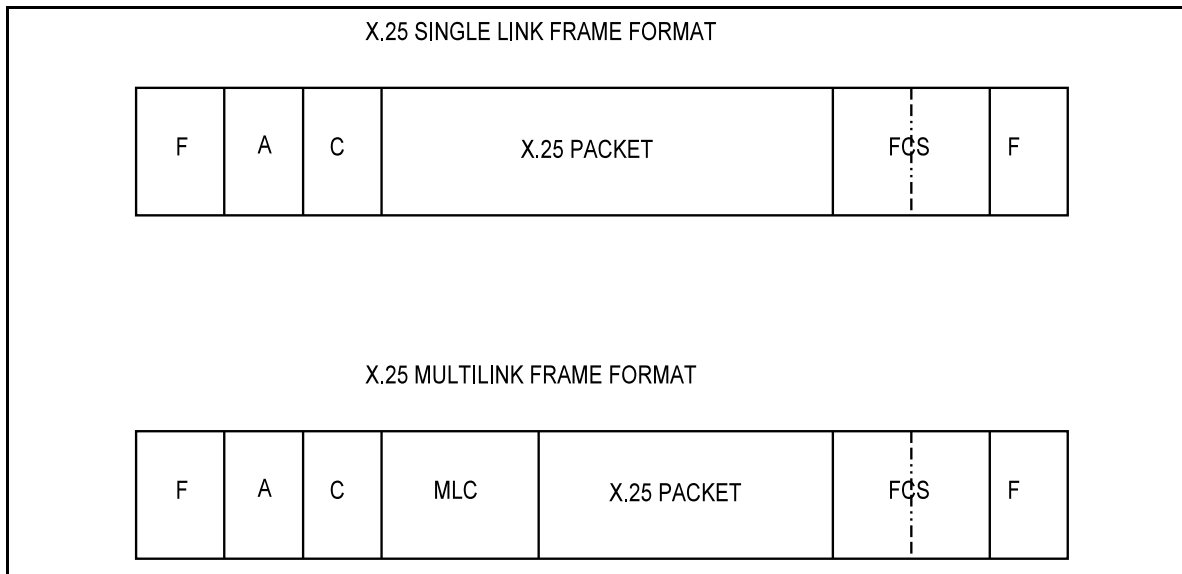 X.25 SINGLE LINK FRAME FORMAT
F A C X.25 PACKET FCS F
X.25 MULTILINK FRAME FORMAT
F A C MLC X.25 PACKET FCS F